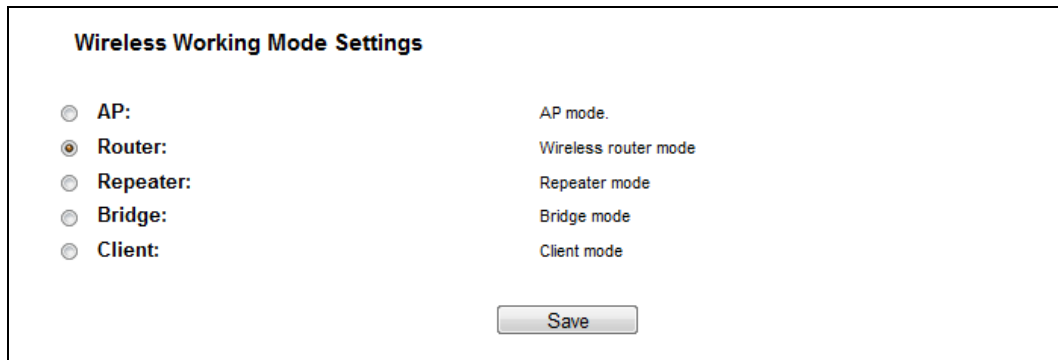 Wireless Working Mode Settings
AP: AP mode.
Router: Wireless router mode
Repeater: Repeater mode
Bridge: Bridge mode
Client: Client mode
Save